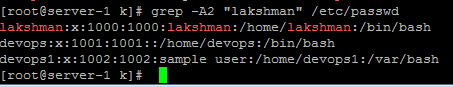 [root@server-1 k]# grep -A2 "lakshman" /etc/passwd
lakshman:x:1000:1000:lakshman:/home/lakshman:/bin/bash
devops:x:1001:1001::/home/devops:/bin/bash
devops1:x:1002:1002:sample user:/home/devops1:/var/bash
[root@server-1 k]#